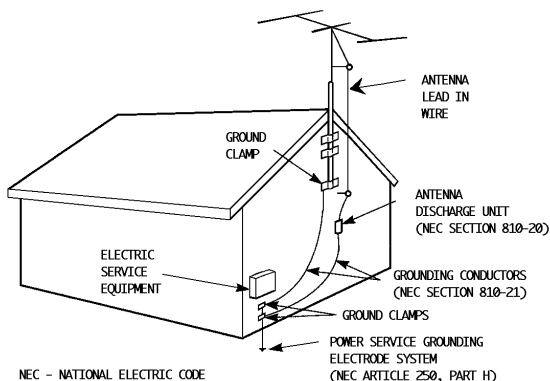 ANTENNA
LEAD IN
WIRE
GROUND
CLAMP
ANTENNA
DISCHARGE UNIT
(NEC SECTION 810-20)
ELECTRIC
SERVICE
EQUIPMENT
GROUNDING CONDUCTORS
(NEC SECTION 810-21)
GROUND CLAMPS
POWER SERVICE GROUNDING
ELECTRODE SYSTEM
(NEC ARTICLE 250, PART H)
NEC - NATIONAL ELECTRIC CODE